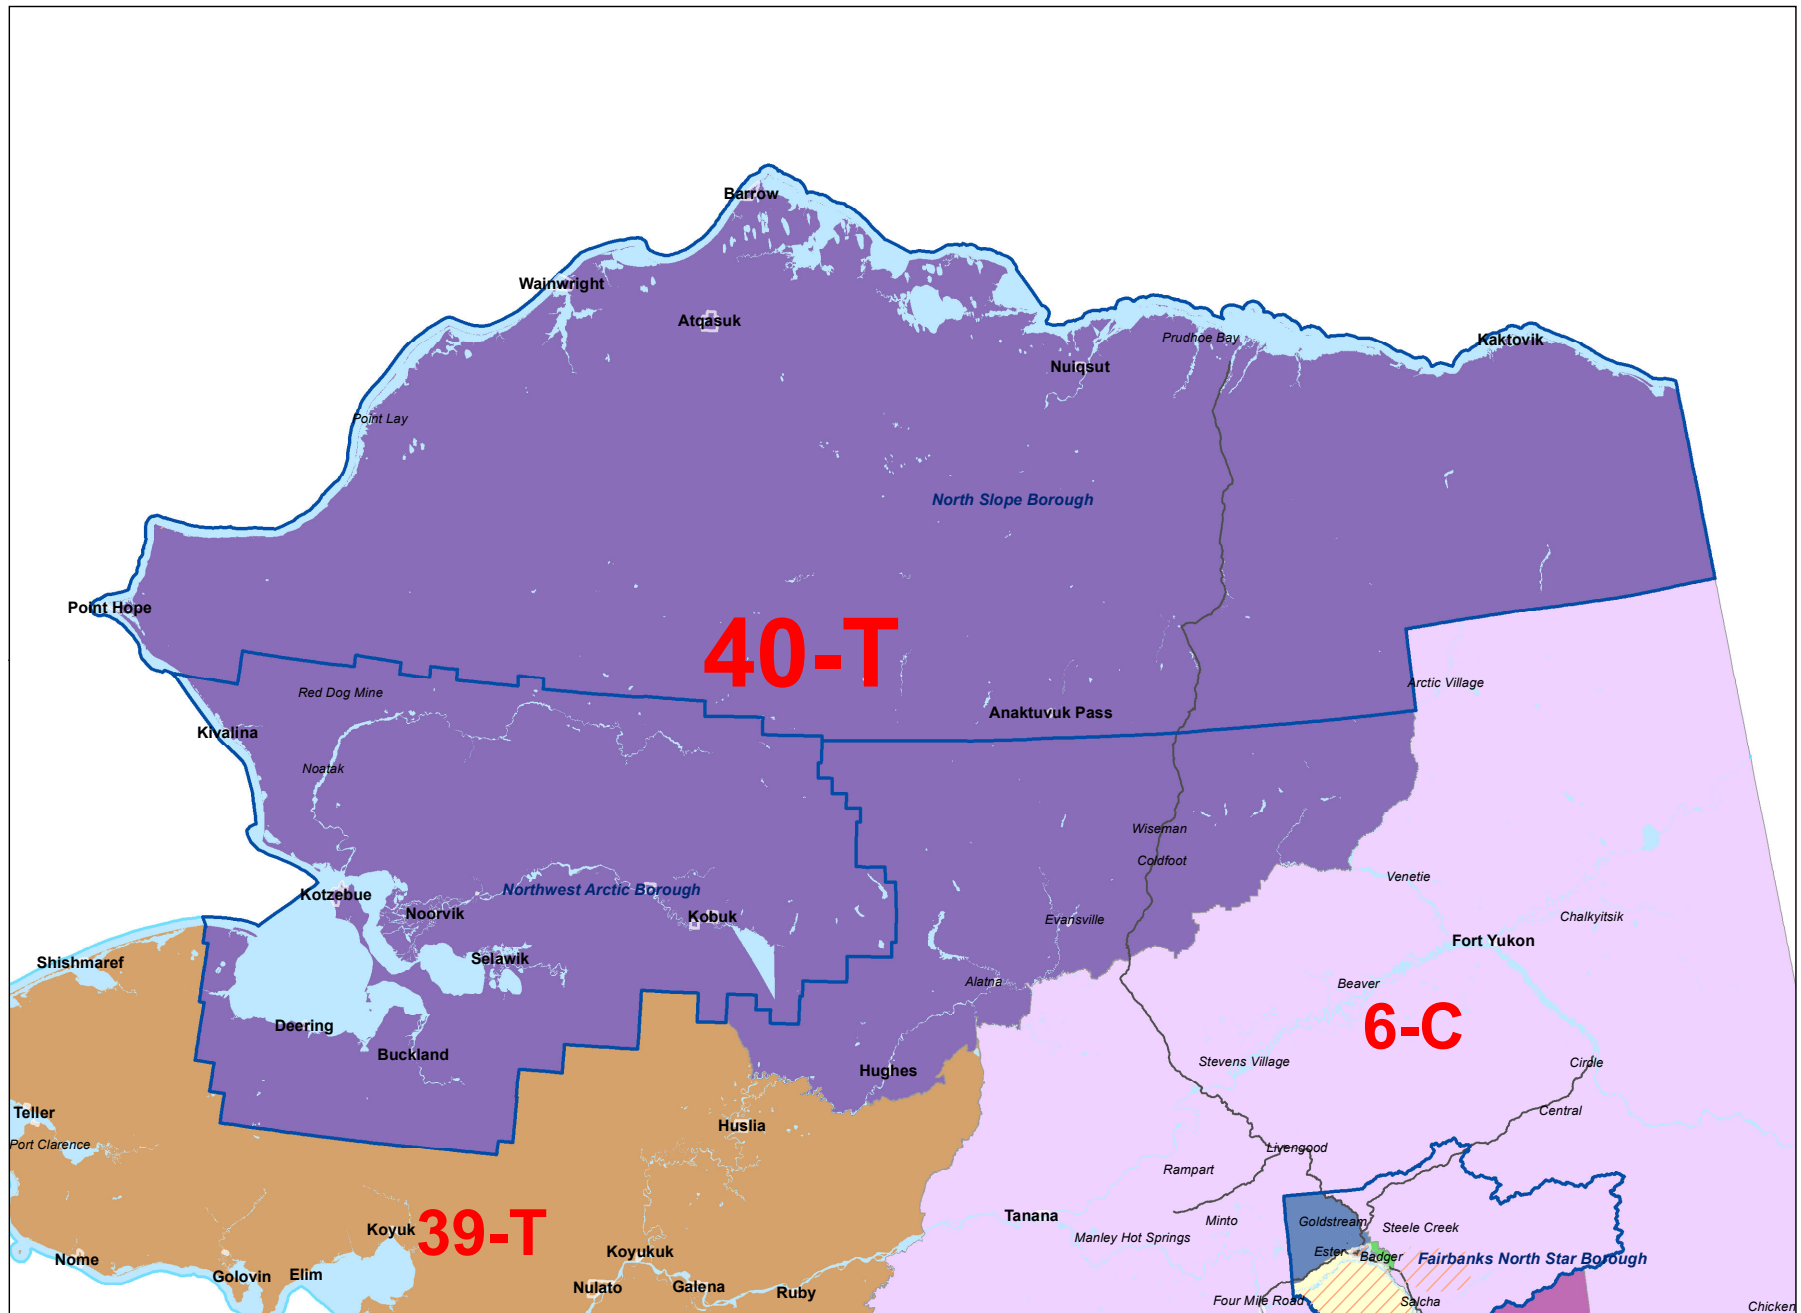 Barrow
Wainwright
Atqasuk
Prudhoe Bay
Kaktovik
Nuiqsut
Point Lay
North Slope Borough
Point Hope
40-T
Arctic Village
Red Dog Mine
Anaktuvuk Pass
Kivalina
Noatak
Wiseman
Coldfoot
Venetie
Kotzebue
Northwest Arctic Borough
Noorvik
Kobuk
Evansville
Chalkyitsik
Fort Yukon
Shishmaref
Selawik
Alatna
Beaver
6-C
Deering
Buckland
Hughes
Stevens Village
Circle
Teller
Huslia
Central
Port Clarence
Livengood
Rampart
Koyuk
39-T
Tanana
Minto
Goldstream
Steele Creek
Manley Hot Springs
Nome
Koyukuk
Ester
Badger
Fairbanks North Star Borough
Golovin
Elim
Nulato
Galena
Ruby
Four Mile Road
Salcha
Chicken